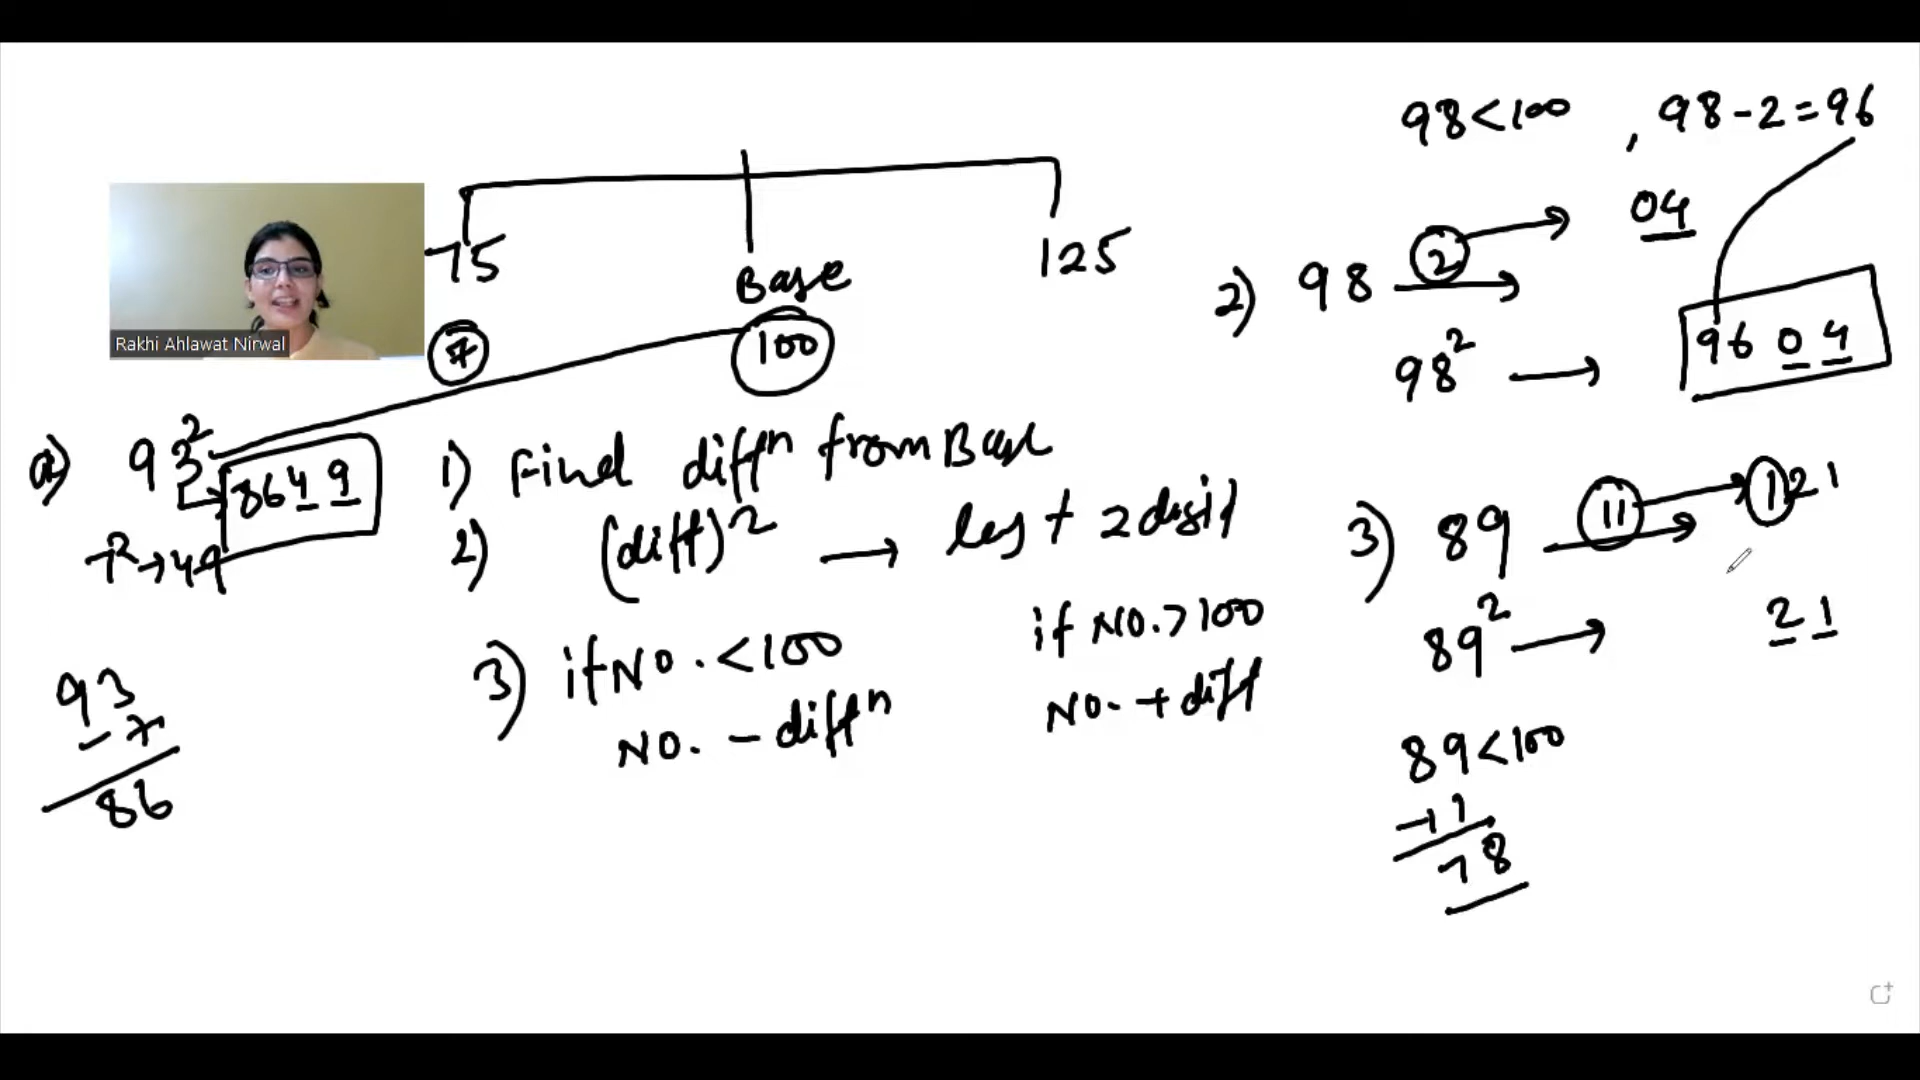 98<100 , 98-2=96
75
Base
100
125
Rakhi Ahlawat Nirwal
7
2) 98 → 2 → 04
98² → 9604
a) 93²
8649
7² → 49
93
- 7
86
1) Find diffⁿ from Base
2) (diff)² → last 2 digit
3) if NO. < 100
NO. - diffⁿ
if NO. > 100
NO. + diff
3) 89 → 11 → 121
89² → 21
89<100
-11
78